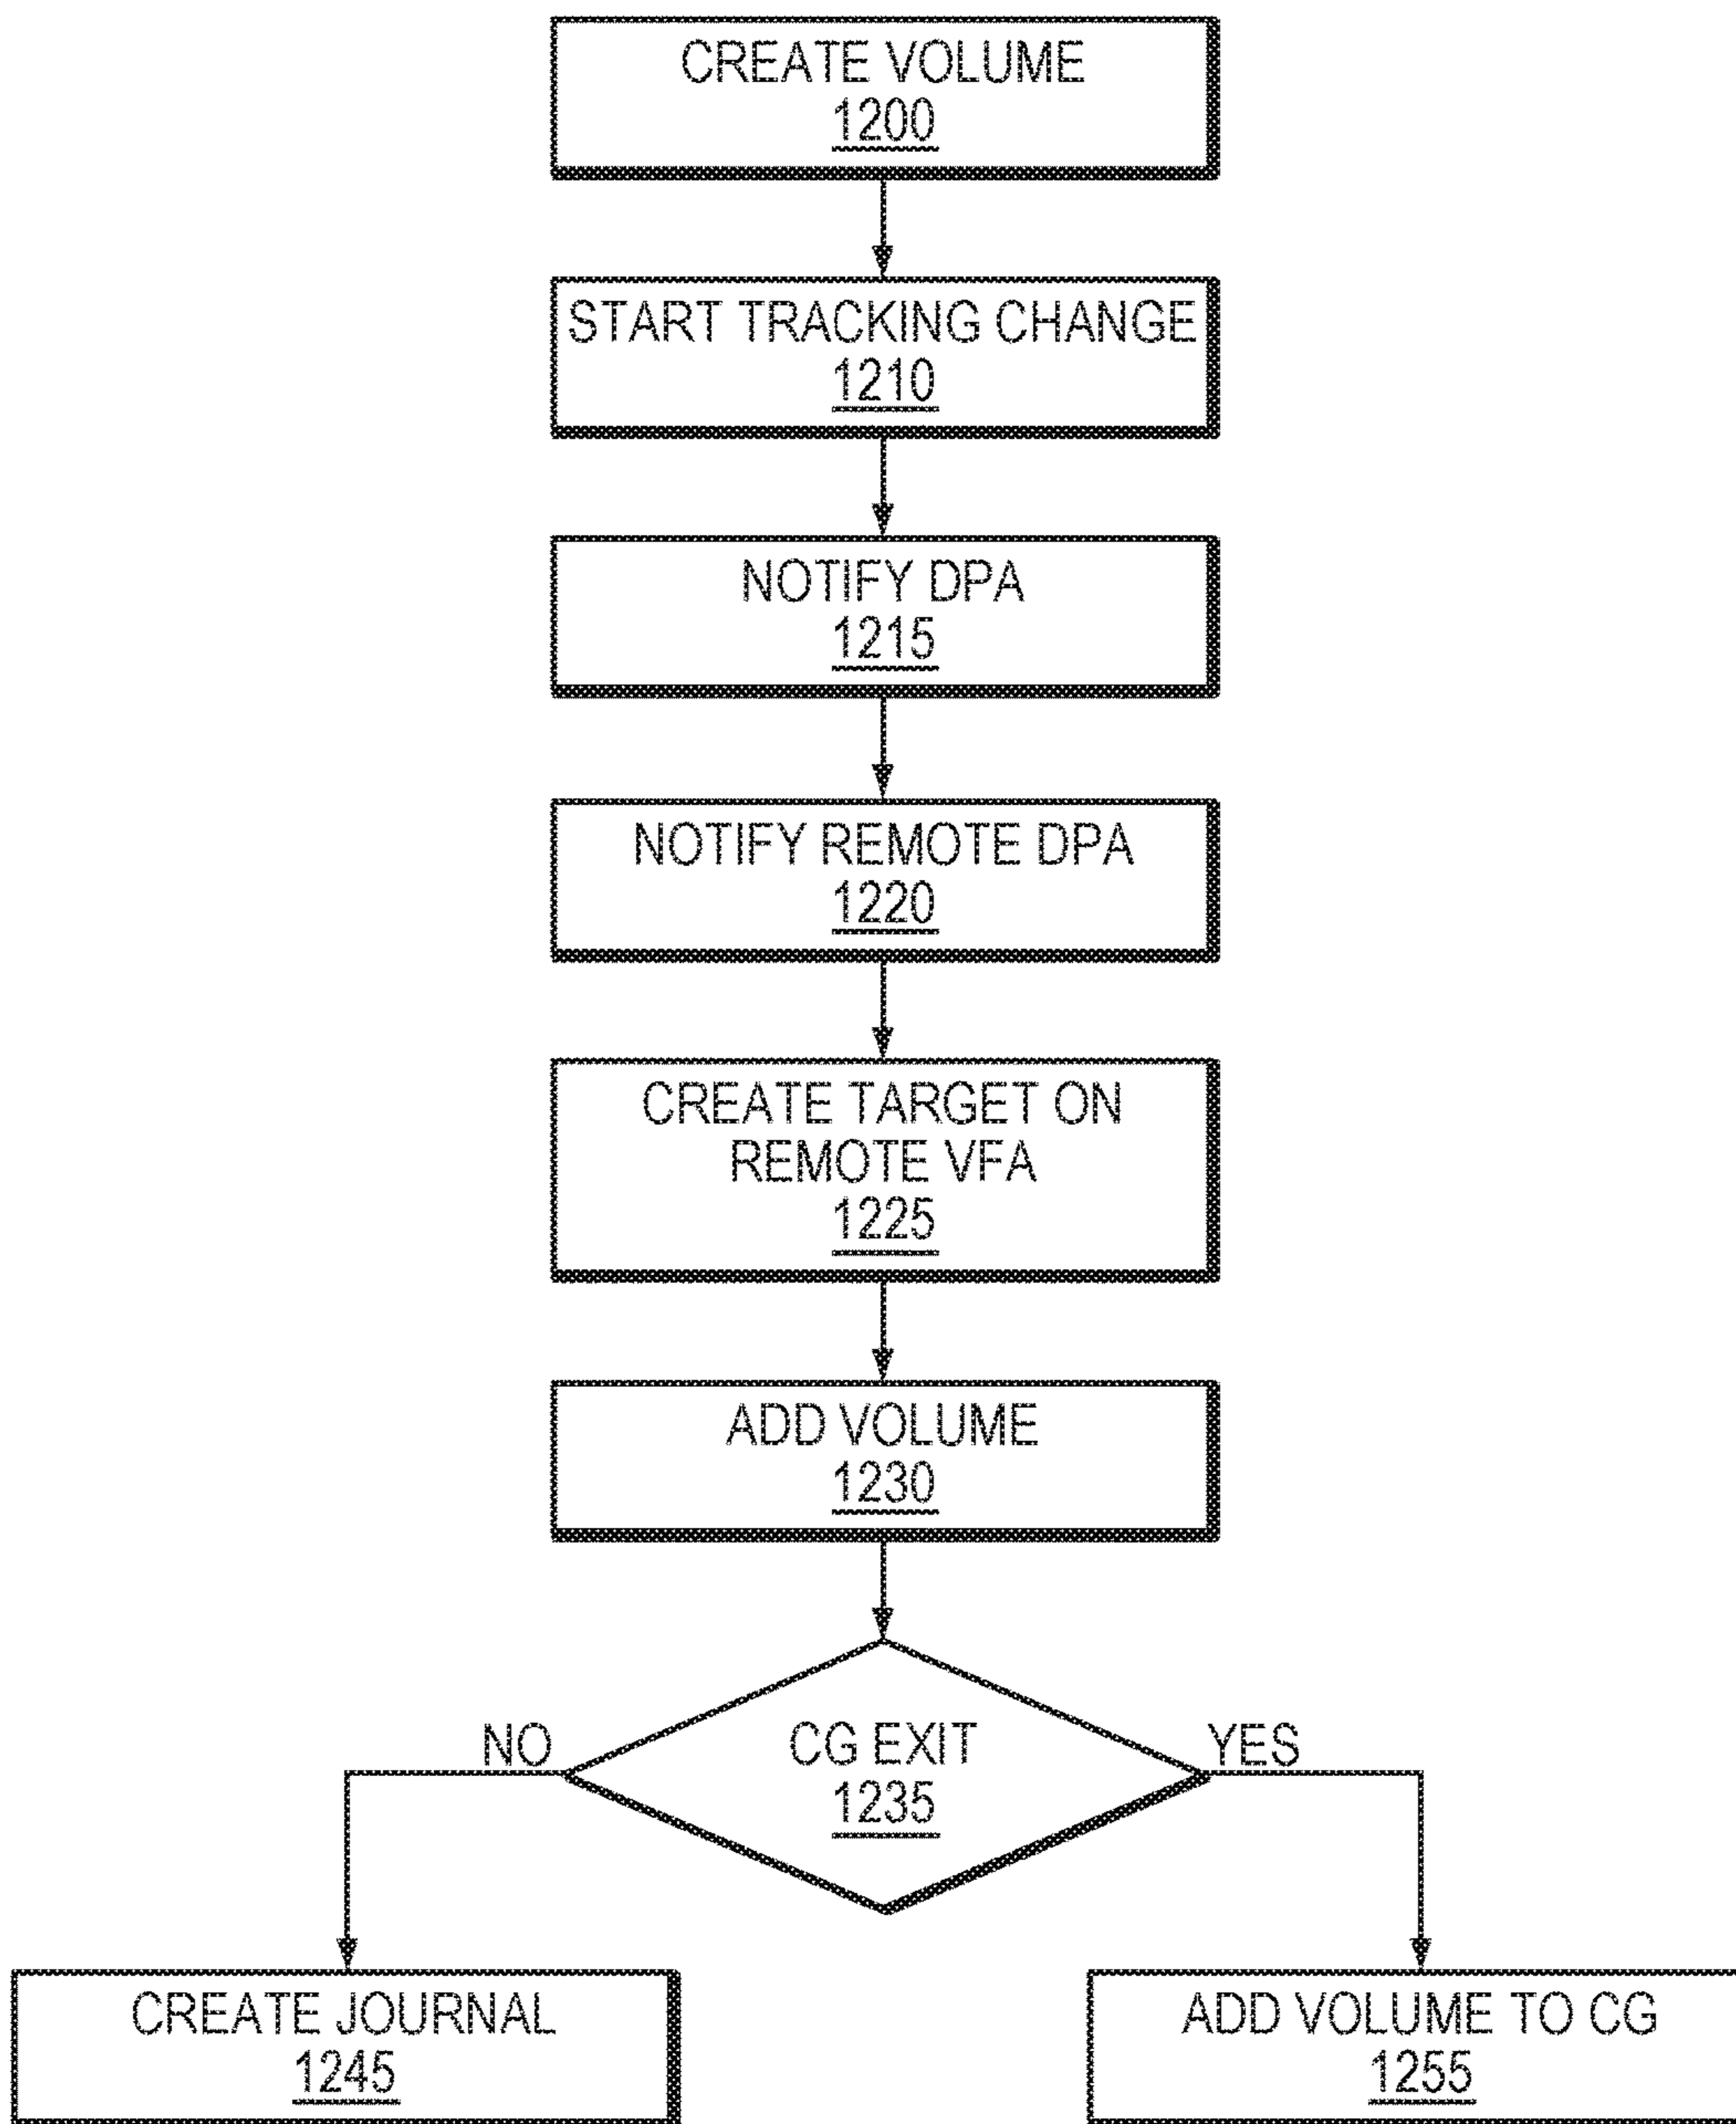 CREATE VOLUME
1200
START TRACKING CHANGE
1210
NOTIFY DPA
1215
NOTIFY REMOTE DPA
1220
CREATE TARGET ON
REMOTE VFA
1225
ADD VOLUME
1230
NO
CG EXIT
YES
1235
CREATE JOURNAL
1245
ADD VOLUME TO CG
1255